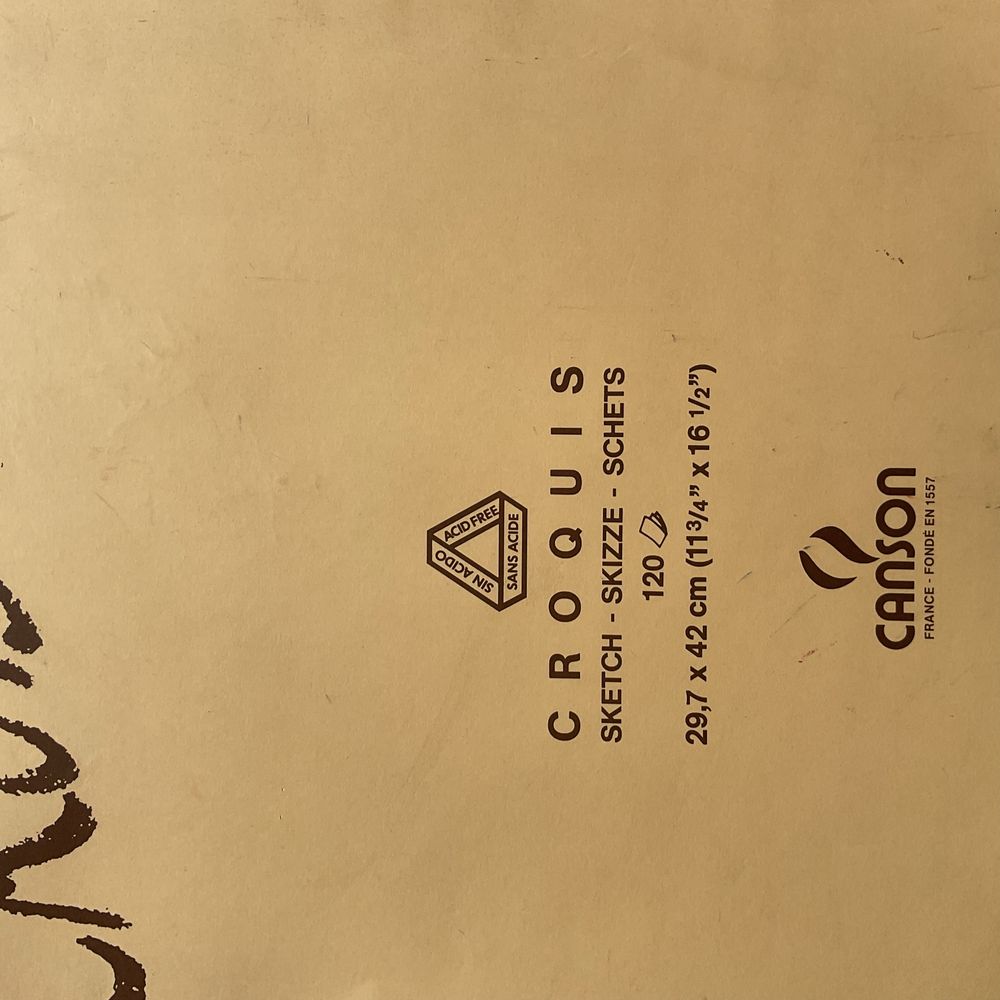 ACID FREE
SIN ACIDO
SANS ACIDE
CROQUIS
SKETCH - SKIZZE - SCHETS
120
29,7 x 42 cm (11 3/4” x 16 1/2”)
CANSON
FRANCE - FONDÉ EN 1557